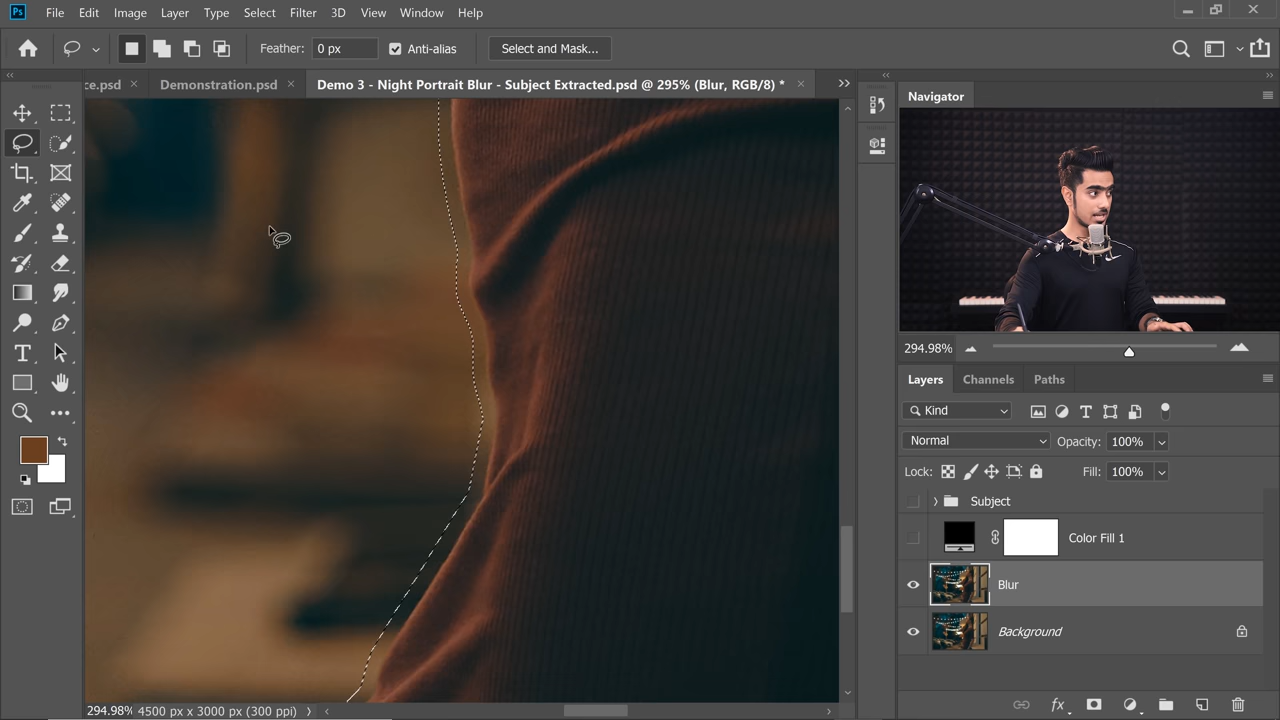 Ps File Edit Image Layer Type Select Filter 3D View Window Help
Feather: 0 px Anti-alias Select and Mask...
ce.psd × Demonstration.psd × Demo 3 - Night Portrait Blur - Subject Extracted.psd @ 295% (Blur, RGB/8) * ×
Navigator
294.98%
Layers Channels Paths
Kind
Normal Opacity: 100%
Lock: Fill: 100%
Subject
Color Fill 1
Blur
Background
294.98% 4500 px x 3000 px (300 ppi)
fx